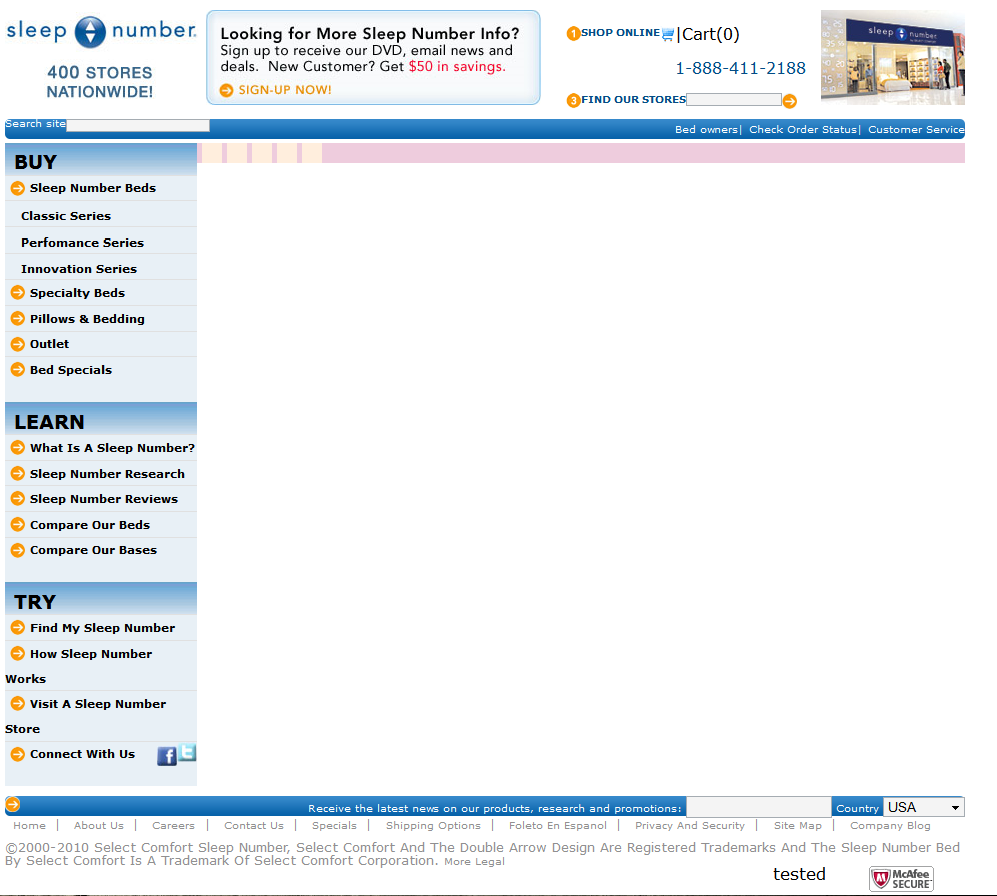 sleep number.
400 STORES
NATIONWIDE!
Looking for More Sleep Number Info?
Sign up to receive our DVD, email news and
deals. New Customer? Get $50 in savings.
SIGN-UP NOW!
1 SHOP ONLINE |Cart(0)
1-888-411-2188
3 FIND OUR STORES
sleep number
Search site
Bed owners| Check Order Status| Customer Service
BUY
Sleep Number Beds
Classic Series
Perfomance Series
Innovation Series
Specialty Beds
Pillows & Bedding
Outlet
Bed Specials
LEARN
What Is A Sleep Number?
Sleep Number Research
Sleep Number Reviews
Compare Our Beds
Compare Our Bases
TRY
Find My Sleep Number
How Sleep Number
Works
Visit A Sleep Number
Store
Connect With Us f t
Receive the latest news on our products, research and promotions: Country USA
Home | About Us | Careers | Contact Us | Specials | Shipping Options | Foleto En Espanol | Privacy And Security | Site Map | Company Blog
©2000-2010 Select Comfort Sleep Number, Select Comfort And The Double Arrow Design Are Registered Trademarks And The Sleep Number Bed
By Select Comfort Is A Trademark Of Select Comfort Corporation. More Legal
tested
McAfee
SECURE